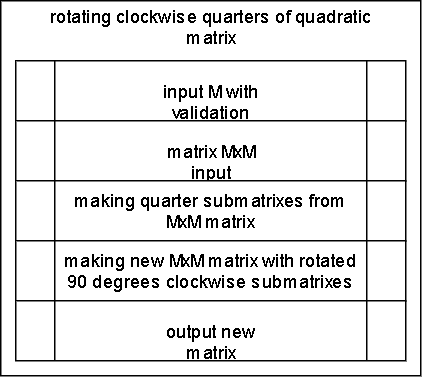 rotating clockwise quarters of quadratic
matrix
input M with
validation
matrix MxM
input
making quarter submatrixes from
MxM matrix
making new MxM matrix with rotated
90 degrees clockwise submatrixes
output new
matrix